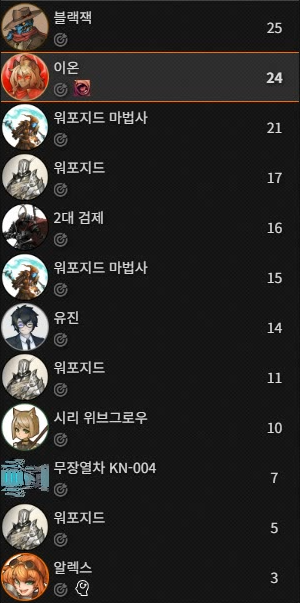 블랙잭
25
이온
24
워포지드 마법사
21
워포지드
17
2대 검제
16
워포지드 마법사
15
유진
14
워포지드
11
시리 위브그로우
10
무장열차 KN-004
7
워포지드
5
알렉스
3